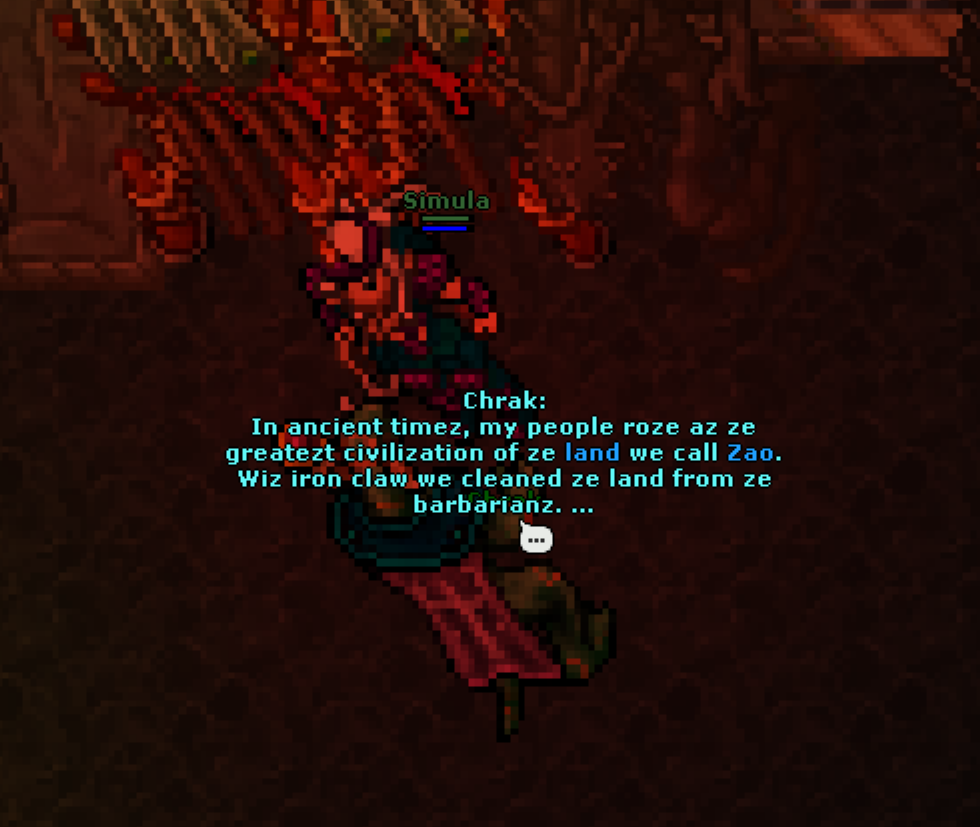 Simula
Chrak:
In ancient timez, my people roze az ze
greatezt civilization of ze land we call Zao.
Wiz iron claw we cleaned ze land from ze
barbarianz. ...
Chrak
...